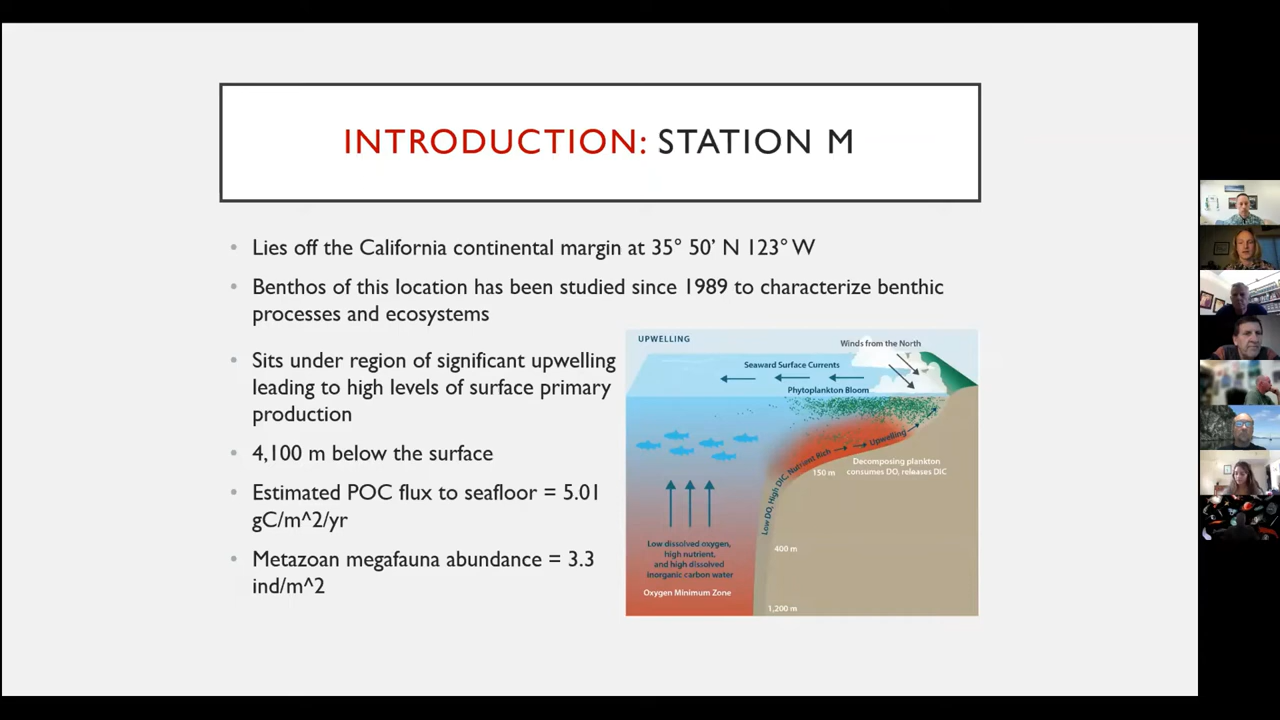 INTRODUCTION: STATION M
Lies off the California continental margin at 35° 50’ N 123° W
Benthos of this location has been studied since 1989 to characterize benthic
processes and ecosystems
Sits under region of significant upwelling
leading to high levels of surface primary
production
4,100 m below the surface
Estimated POC flux to seafloor = 5.01
gC/m^2/yr
Metazoan megafauna abundance = 3.3
ind/m^2
UPWELLING
Winds from the North
Seaward Surface Currents
Phytoplankton Bloom
Low DO, High DIC, Nutrient Rich
Upwelling
150 m
Decomposing plankton
consumes DO, releases DIC
400 m
Low dissolved oxygen,
high nutrient,
and high dissolved
inorganic carbon water
Oxygen Minimum Zone
1,200 m